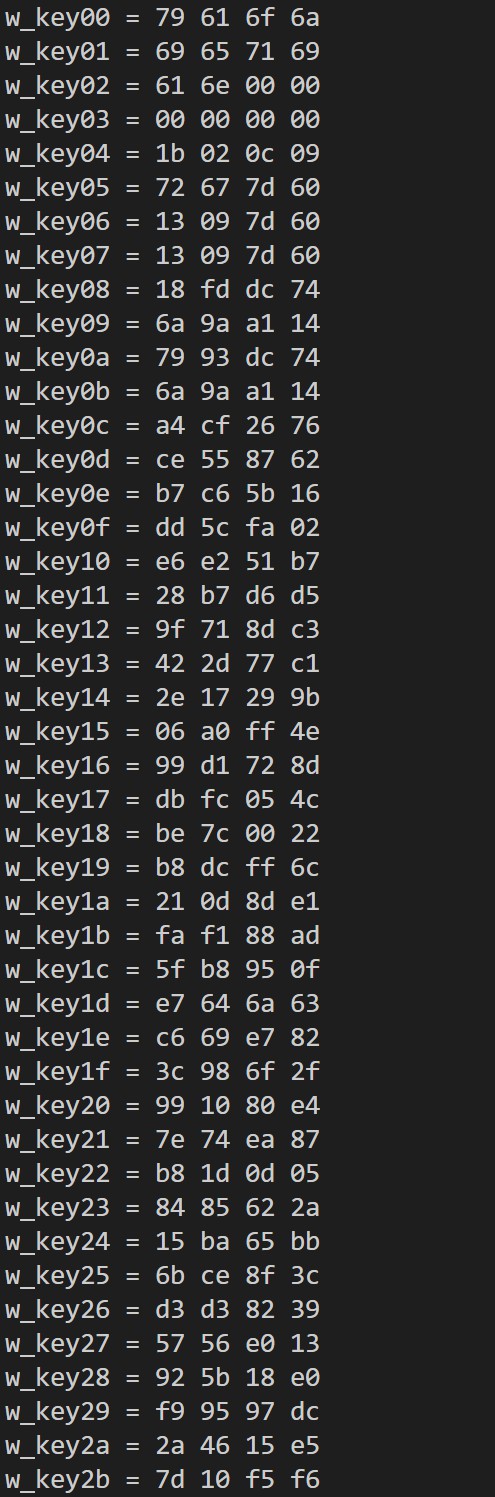 w_key00 = 79 61 6f 6a
w_key01 = 69 65 71 69
w_key02 = 61 6e 00 00
w_key03 = 00 00 00 00
w_key04 = 1b 02 0c 09
w_key05 = 72 67 7d 60
w_key06 = 13 09 7d 60
w_key07 = 13 09 7d 60
w_key08 = 18 fd dc 74
w_key09 = 6a 9a a1 14
w_key0a = 79 93 dc 74
w_key0b = 6a 9a a1 14
w_key0c = a4 cf 26 76
w_key0d = ce 55 87 62
w_key0e = b7 c6 5b 16
w_key0f = dd 5c fa 02
w_key10 = e6 e2 51 b7
w_key11 = 28 b7 d6 d5
w_key12 = 9f 71 8d c3
w_key13 = 42 2d 77 c1
w_key14 = 2e 17 29 9b
w_key15 = 06 a0 ff 4e
w_key16 = 99 d1 72 8d
w_key17 = db fc 05 4c
w_key18 = be 7c 00 22
w_key19 = b8 dc ff 6c
w_key1a = 21 0d 8d e1
w_key1b = fa f1 88 ad
w_key1c = 5f b8 95 0f
w_key1d = e7 64 6a 63
w_key1e = c6 69 e7 82
w_key1f = 3c 98 6f 2f
w_key20 = 99 10 80 e4
w_key21 = 7e 74 ea 87
w_key22 = b8 1d 0d 05
w_key23 = 84 85 62 2a
w_key24 = 15 ba 65 bb
w_key25 = 6b ce 8f 3c
w_key26 = d3 d3 82 39
w_key27 = 57 56 e0 13
w_key28 = 92 5b 18 e0
w_key29 = f9 95 97 dc
w_key2a = 2a 46 15 e5
w_key2b = 7d 10 f5 f6